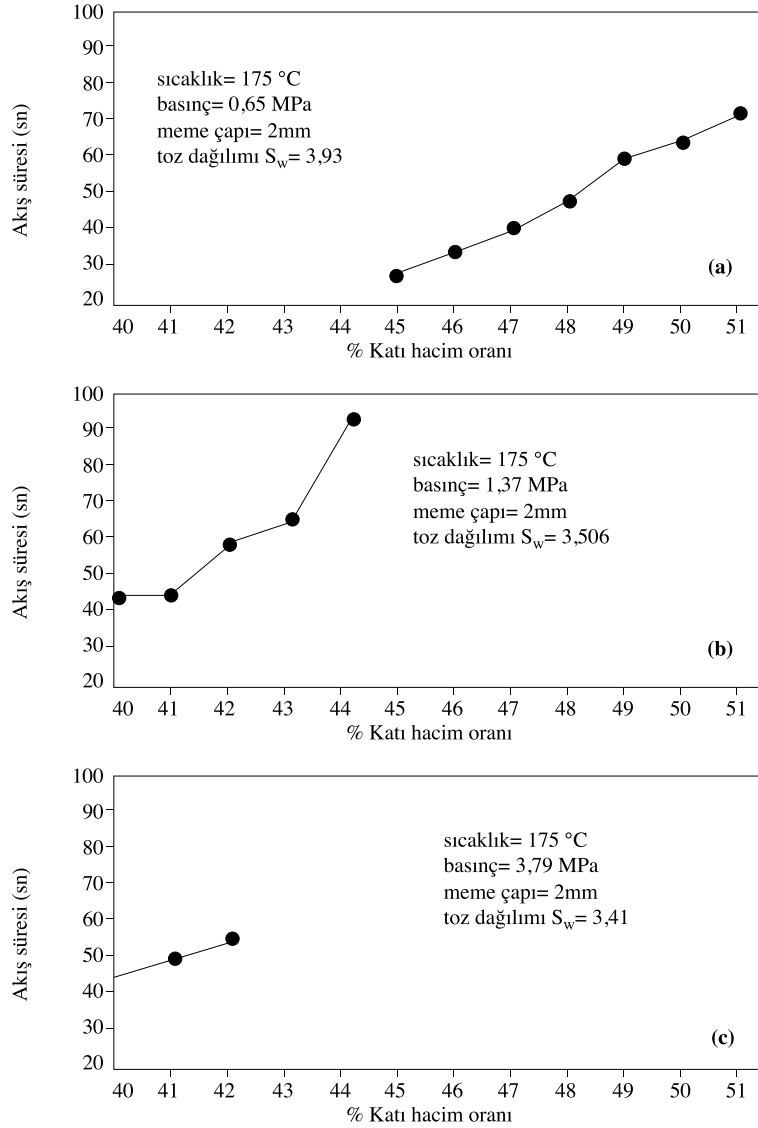 100
90
80
70
60
50
40
30
20
Akış süresi (sn)
sıcaklık= 175 °C
basınç= 0,65 MPa
meme çapı= 2mm
toz dağılımı Sw= 3,93
(a)
40 41 42 43 44 45 46 47 48 49 50 51
% Katı hacim oranı
100
90
80
70
60
50
40
30
20
Akış süresi (sn)
sıcaklık= 175 °C
basınç= 1,37 MPa
meme çapı= 2mm
toz dağılımı Sw= 3,506
(b)
40 41 42 43 44 45 46 47 48 49 50 51
% Katı hacim oranı
100
90
80
70
60
50
40
30
20
Akış süresi (sn)
sıcaklık= 175 °C
basınç= 3,79 MPa
meme çapı= 2mm
toz dağılımı Sw= 3,41
(c)
40 41 42 43 44 45 46 47 48 49 50 51
% Katı hacim oranı